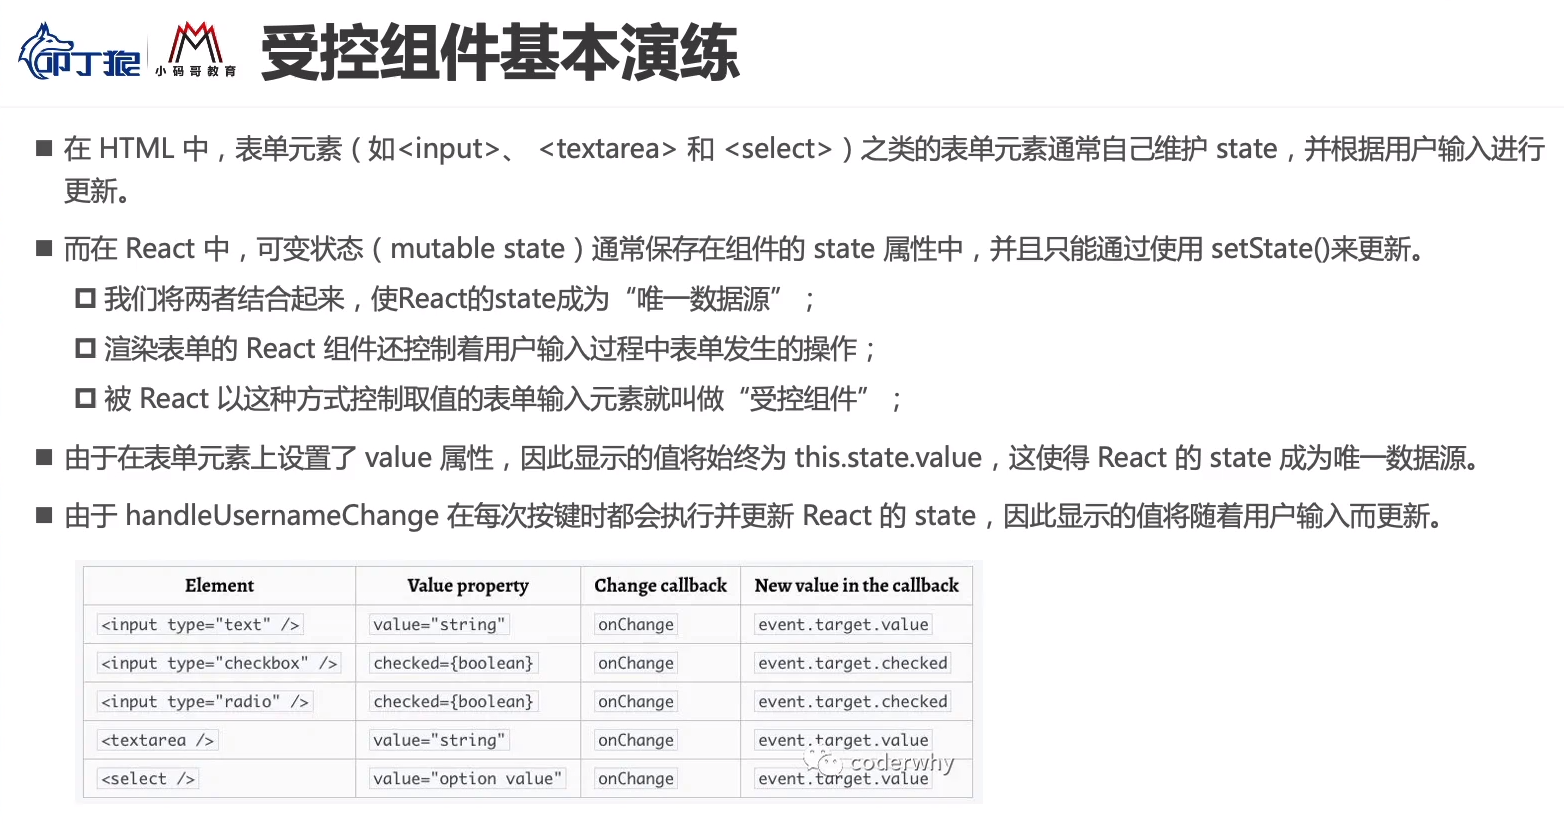 叩丁狼 小码哥教育 受控组件基本演练
在 HTML 中，表单元素（如<input>、 <textarea> 和 <select>）之类的表单元素通常自己维护 state，并根据用户输入进行
更新。
而在 React 中，可变状态（mutable state）通常保存在组件的 state 属性中，并且只能通过使用 setState()来更新。
我们将两者结合起来，使React的state成为“唯一数据源”；
渲染表单的 React 组件还控制着用户输入过程中表单发生的操作；
被 React 以这种方式控制取值的表单输入元素就叫做“受控组件”；
由于在表单元素上设置了 value 属性，因此显示的值将始终为 this.state.value，这使得 React 的 state 成为唯一数据源。
由于 handleUsernameChange 在每次按键时都会执行并更新 React 的 state，因此显示的值将随着用户输入而更新。
Element Value property Change callback New value in the callback
<input type="text" /> value="string" onChange event.target.value
<input type="checkbox" /> checked={boolean} onChange event.target.checked
<input type="radio" /> checked={boolean} onChange event.target.checked
<textarea /> value="string" onChange event.target.value
<select /> value="option value" onChange event.target.value
coderwhy